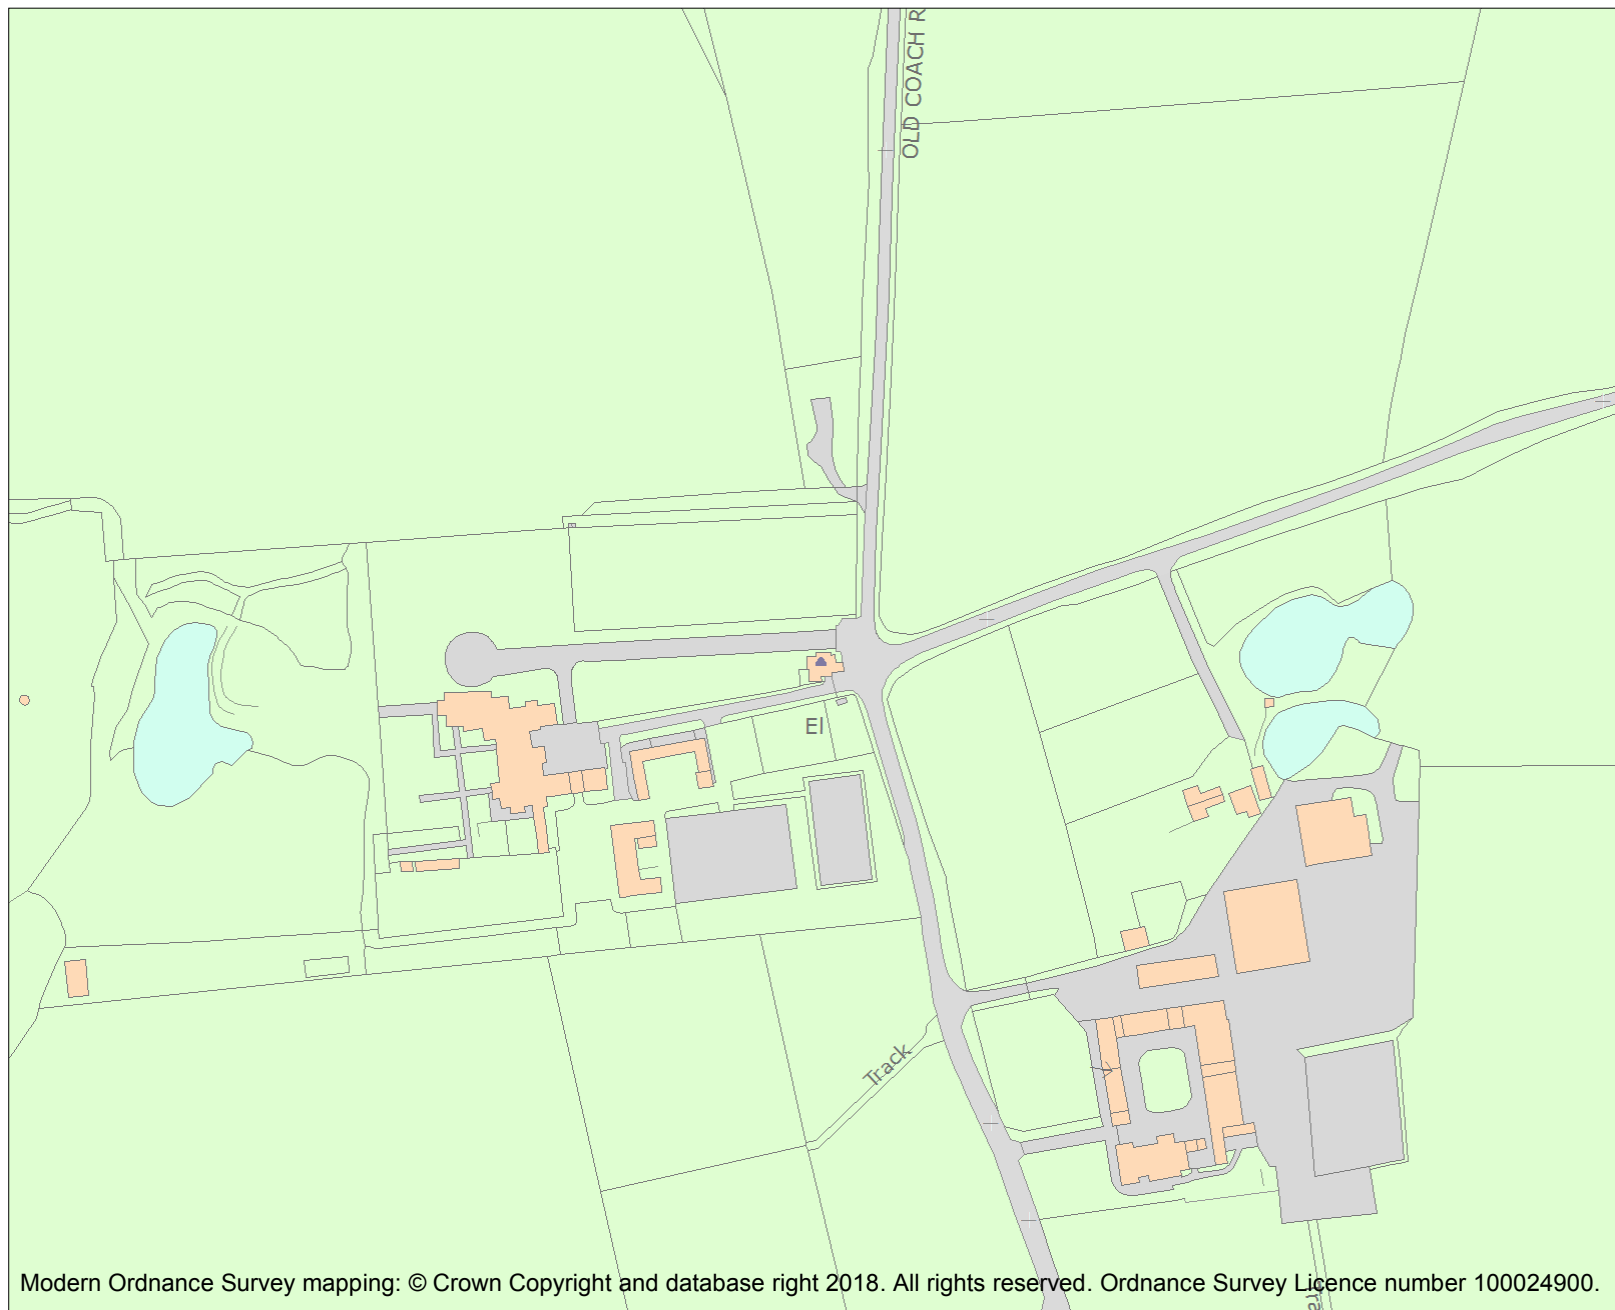 OLD COACH R
El
Track
Modern Ordnance Survey mapping: © Crown Copyright and database right 2018. All rights reserved. Ordnance Survey Licence number 100024900.